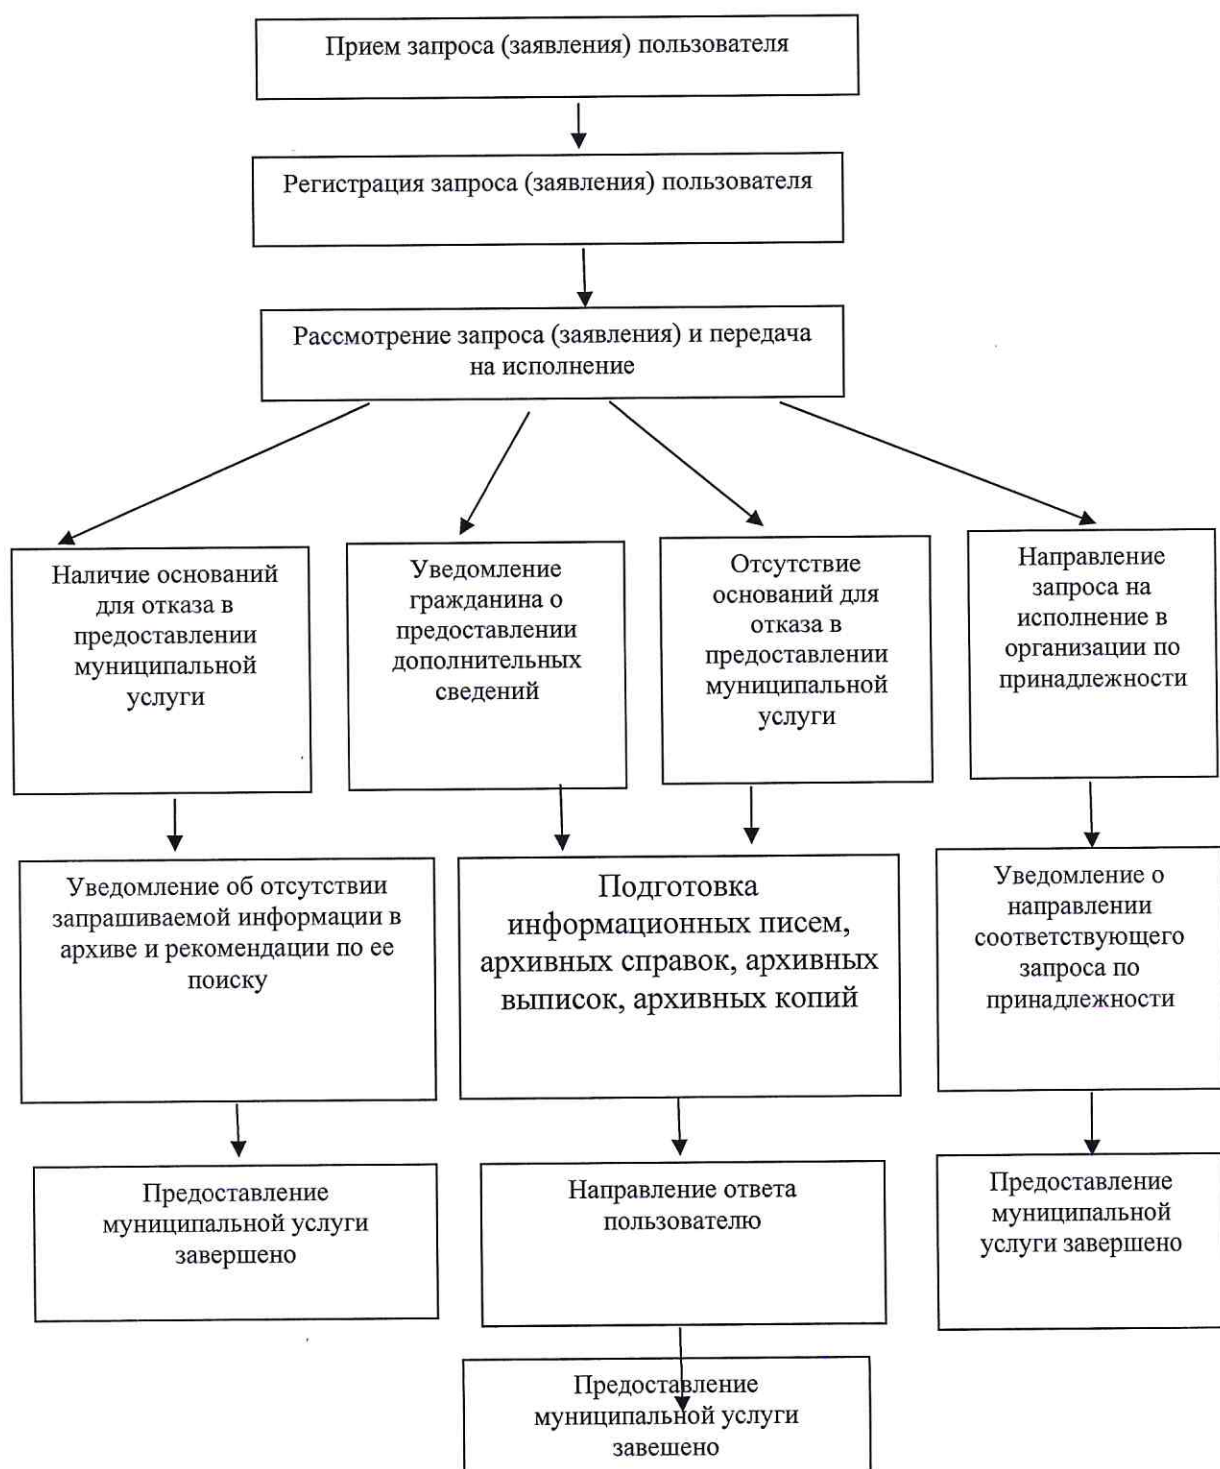 Прием запроса (заявления) пользователя
Регистрация запроса (заявления) пользователя
Рассмотрение запроса (заявления) и передача
на исполнение
Наличие оснований
для отказа в
предоставлении
муниципальной
услуги
Уведомление
гражданина о
предоставлении
дополнительных
сведений
Отсутствие
оснований для
отказа в
предоставлении
муниципальной
услуги
Направление
запроса на
исполнение в
организации по
принадлежности
Уведомление об отсутствии
запрашиваемой информации в
архиве и рекомендации по ее
поиску
Подготовка
информационных писем,
архивных справок, архивных
выписок, архивных копий
Уведомление о
направлении
соответствующего
запроса по
принадлежности
Предоставление
муниципальной услуги
завершено
Направление ответа
пользователю
Предоставление
муниципальной
услуги завершено
Предоставление
муниципальной услуги
завешено